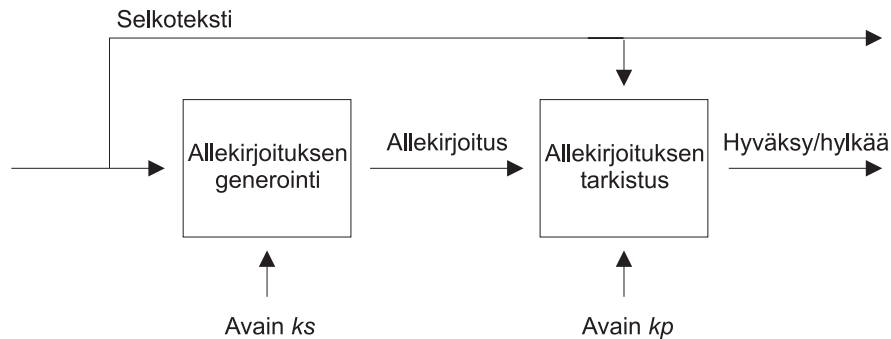 Selkoteksti
Allekirjoituksen
generointi
Allekirjoitus
Allekirjoituksen
tarkistus
Hyväksy/hylkää
Avain ks
Avain kp